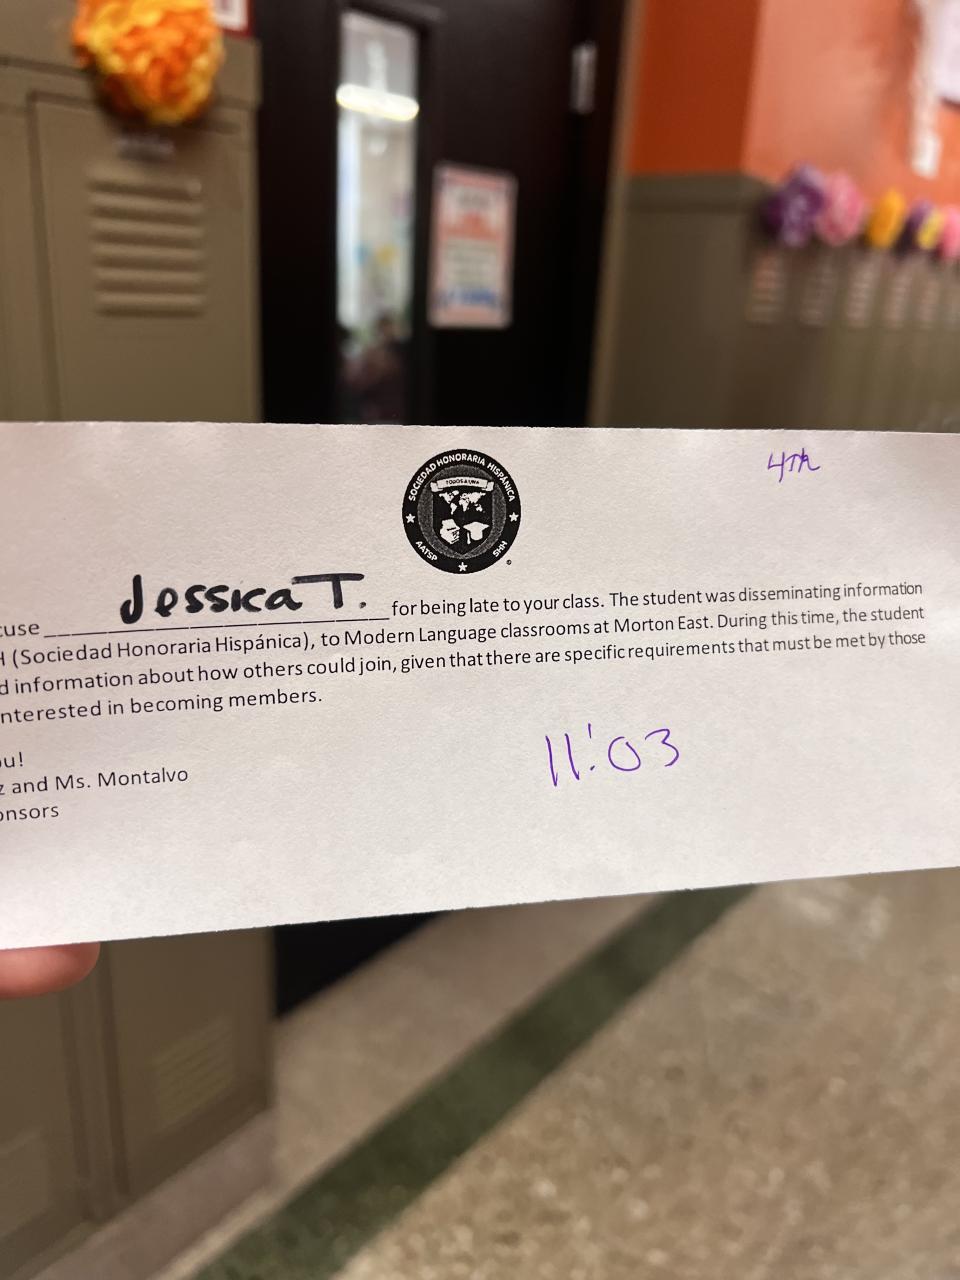 SOCIEDAD HONORARIA HISPÁNICA
TODOS A UNA
AATSP
SHH
4Th
Jessica T.
cuse for being late to your class. The student was disseminating information
H (Sociedad Honoraria Hispánica), to Modern Language classrooms at Morton East. During this time, the student
d information about how others could join, given that there are specific requirements that must be met by those
nterested in becoming members.
ou!
z and Ms. Montalvo
onsors
11:03